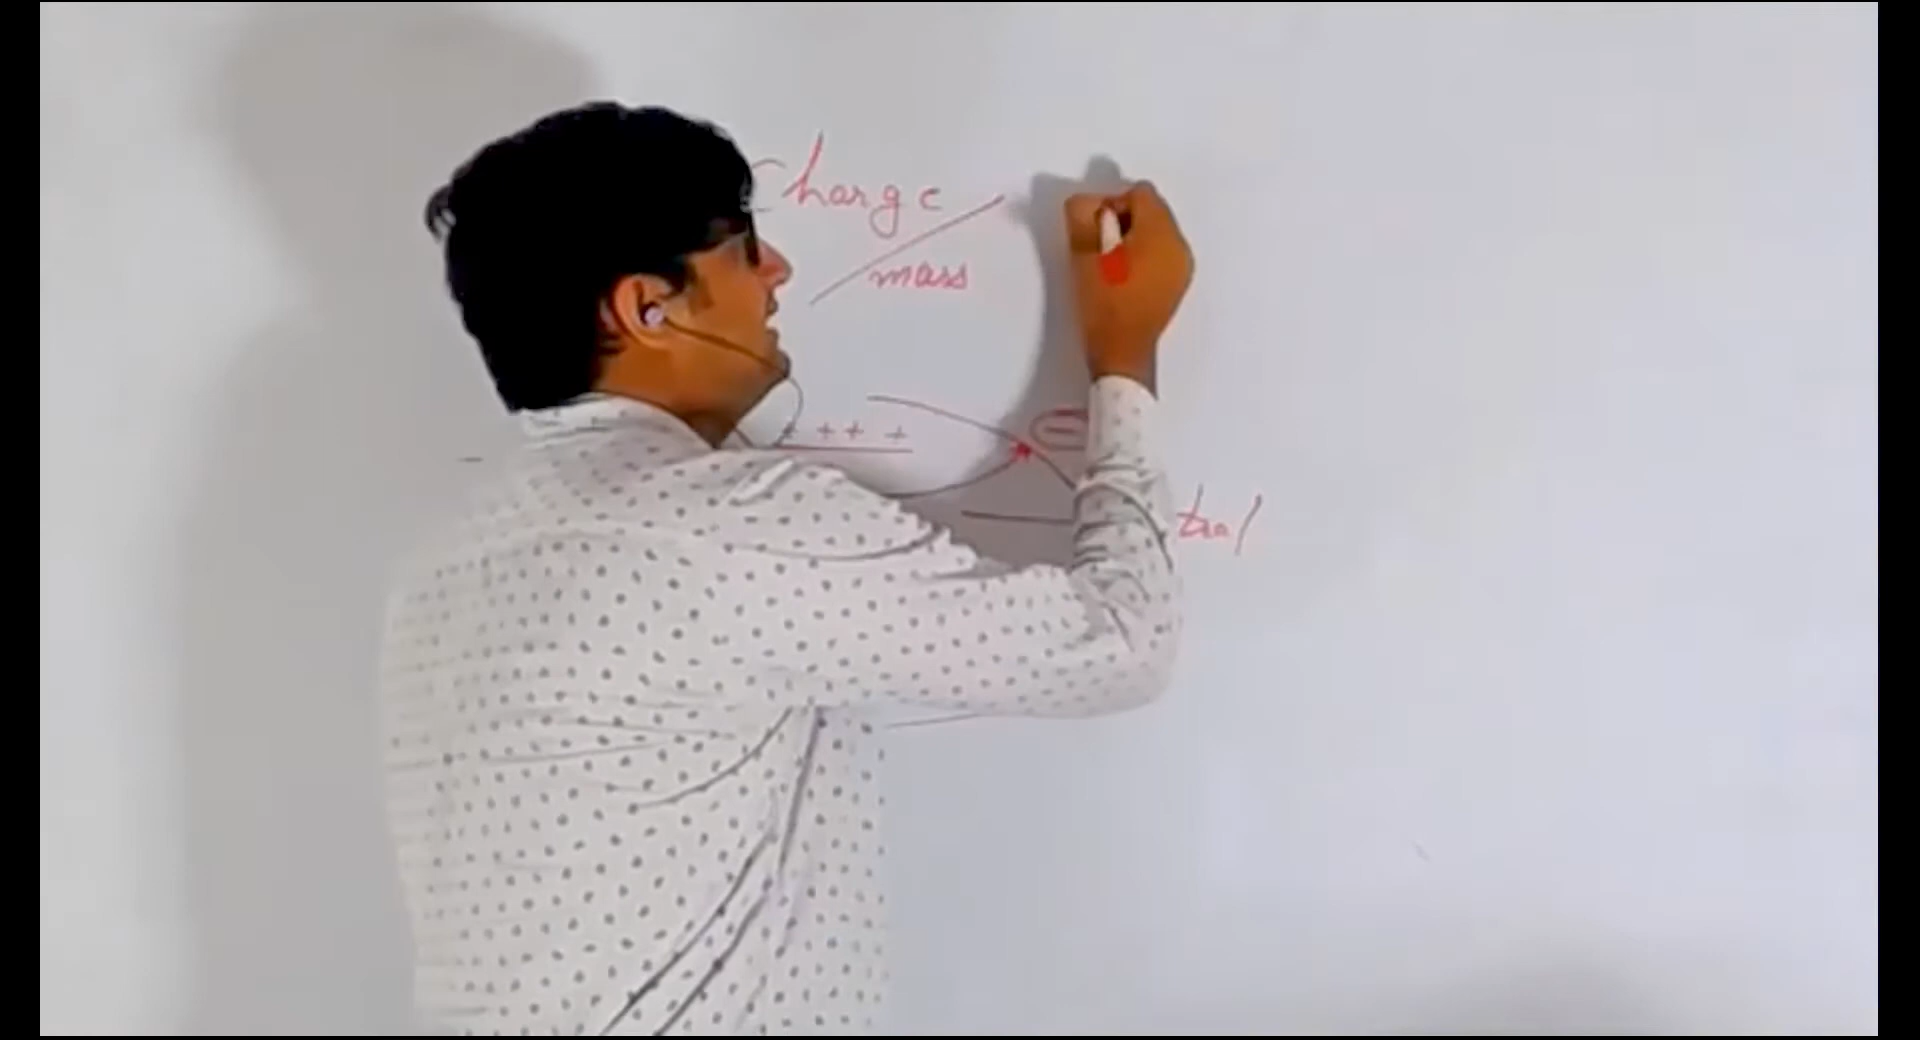 Charge
/
mass
+ ++ +
−